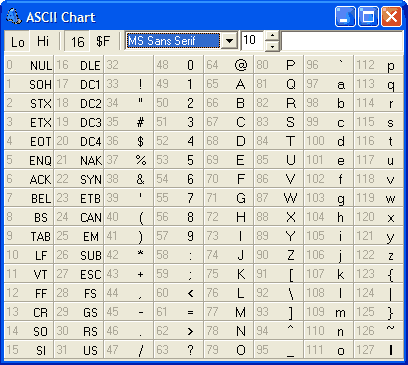 ASCII Chart
Lo Hi 16 $F MS Sans Serif 10
0 NUL 16 DLE 32 48 0 64 @ 80 P 96 ` 112 p
1 SOH 17 DC1 33 ! 49 1 65 A 81 Q 97 a 113 q
2 STX 18 DC2 34 " 50 2 66 B 82 R 98 b 114 r
3 ETX 19 DC3 35 # 51 3 67 C 83 S 99 c 115 s
4 EOT 20 DC4 36 $ 52 4 68 D 84 T 100 d 116 t
5 ENQ 21 NAK 37 % 53 5 69 E 85 U 101 e 117 u
6 ACK 22 SYN 38 & 54 6 70 F 86 V 102 f 118 v
7 BEL 23 ETB 39 ' 55 7 71 G 87 W 103 g 119 w
8 BS 24 CAN 40 ( 56 8 72 H 88 X 104 h 120 x
9 TAB 25 EM 41 ) 57 9 73 I 89 Y 105 i 121 y
10 LF 26 SUB 42 * 58 : 74 J 90 Z 106 j 122 z
11 VT 27 ESC 43 + 59 ; 75 K 91 [ 107 k 123 {
12 FF 28 FS 44 , 60 < 76 L 92 \ 108 l 124 |
13 CR 29 GS 45 - 61 = 77 M 93 ] 109 m 125 }
14 SO 30 RS 46 . 62 > 78 N 94 ^ 110 n 126 ~
15 SI 31 US 47 / 63 ? 79 O 95 _ 111 o 127 I